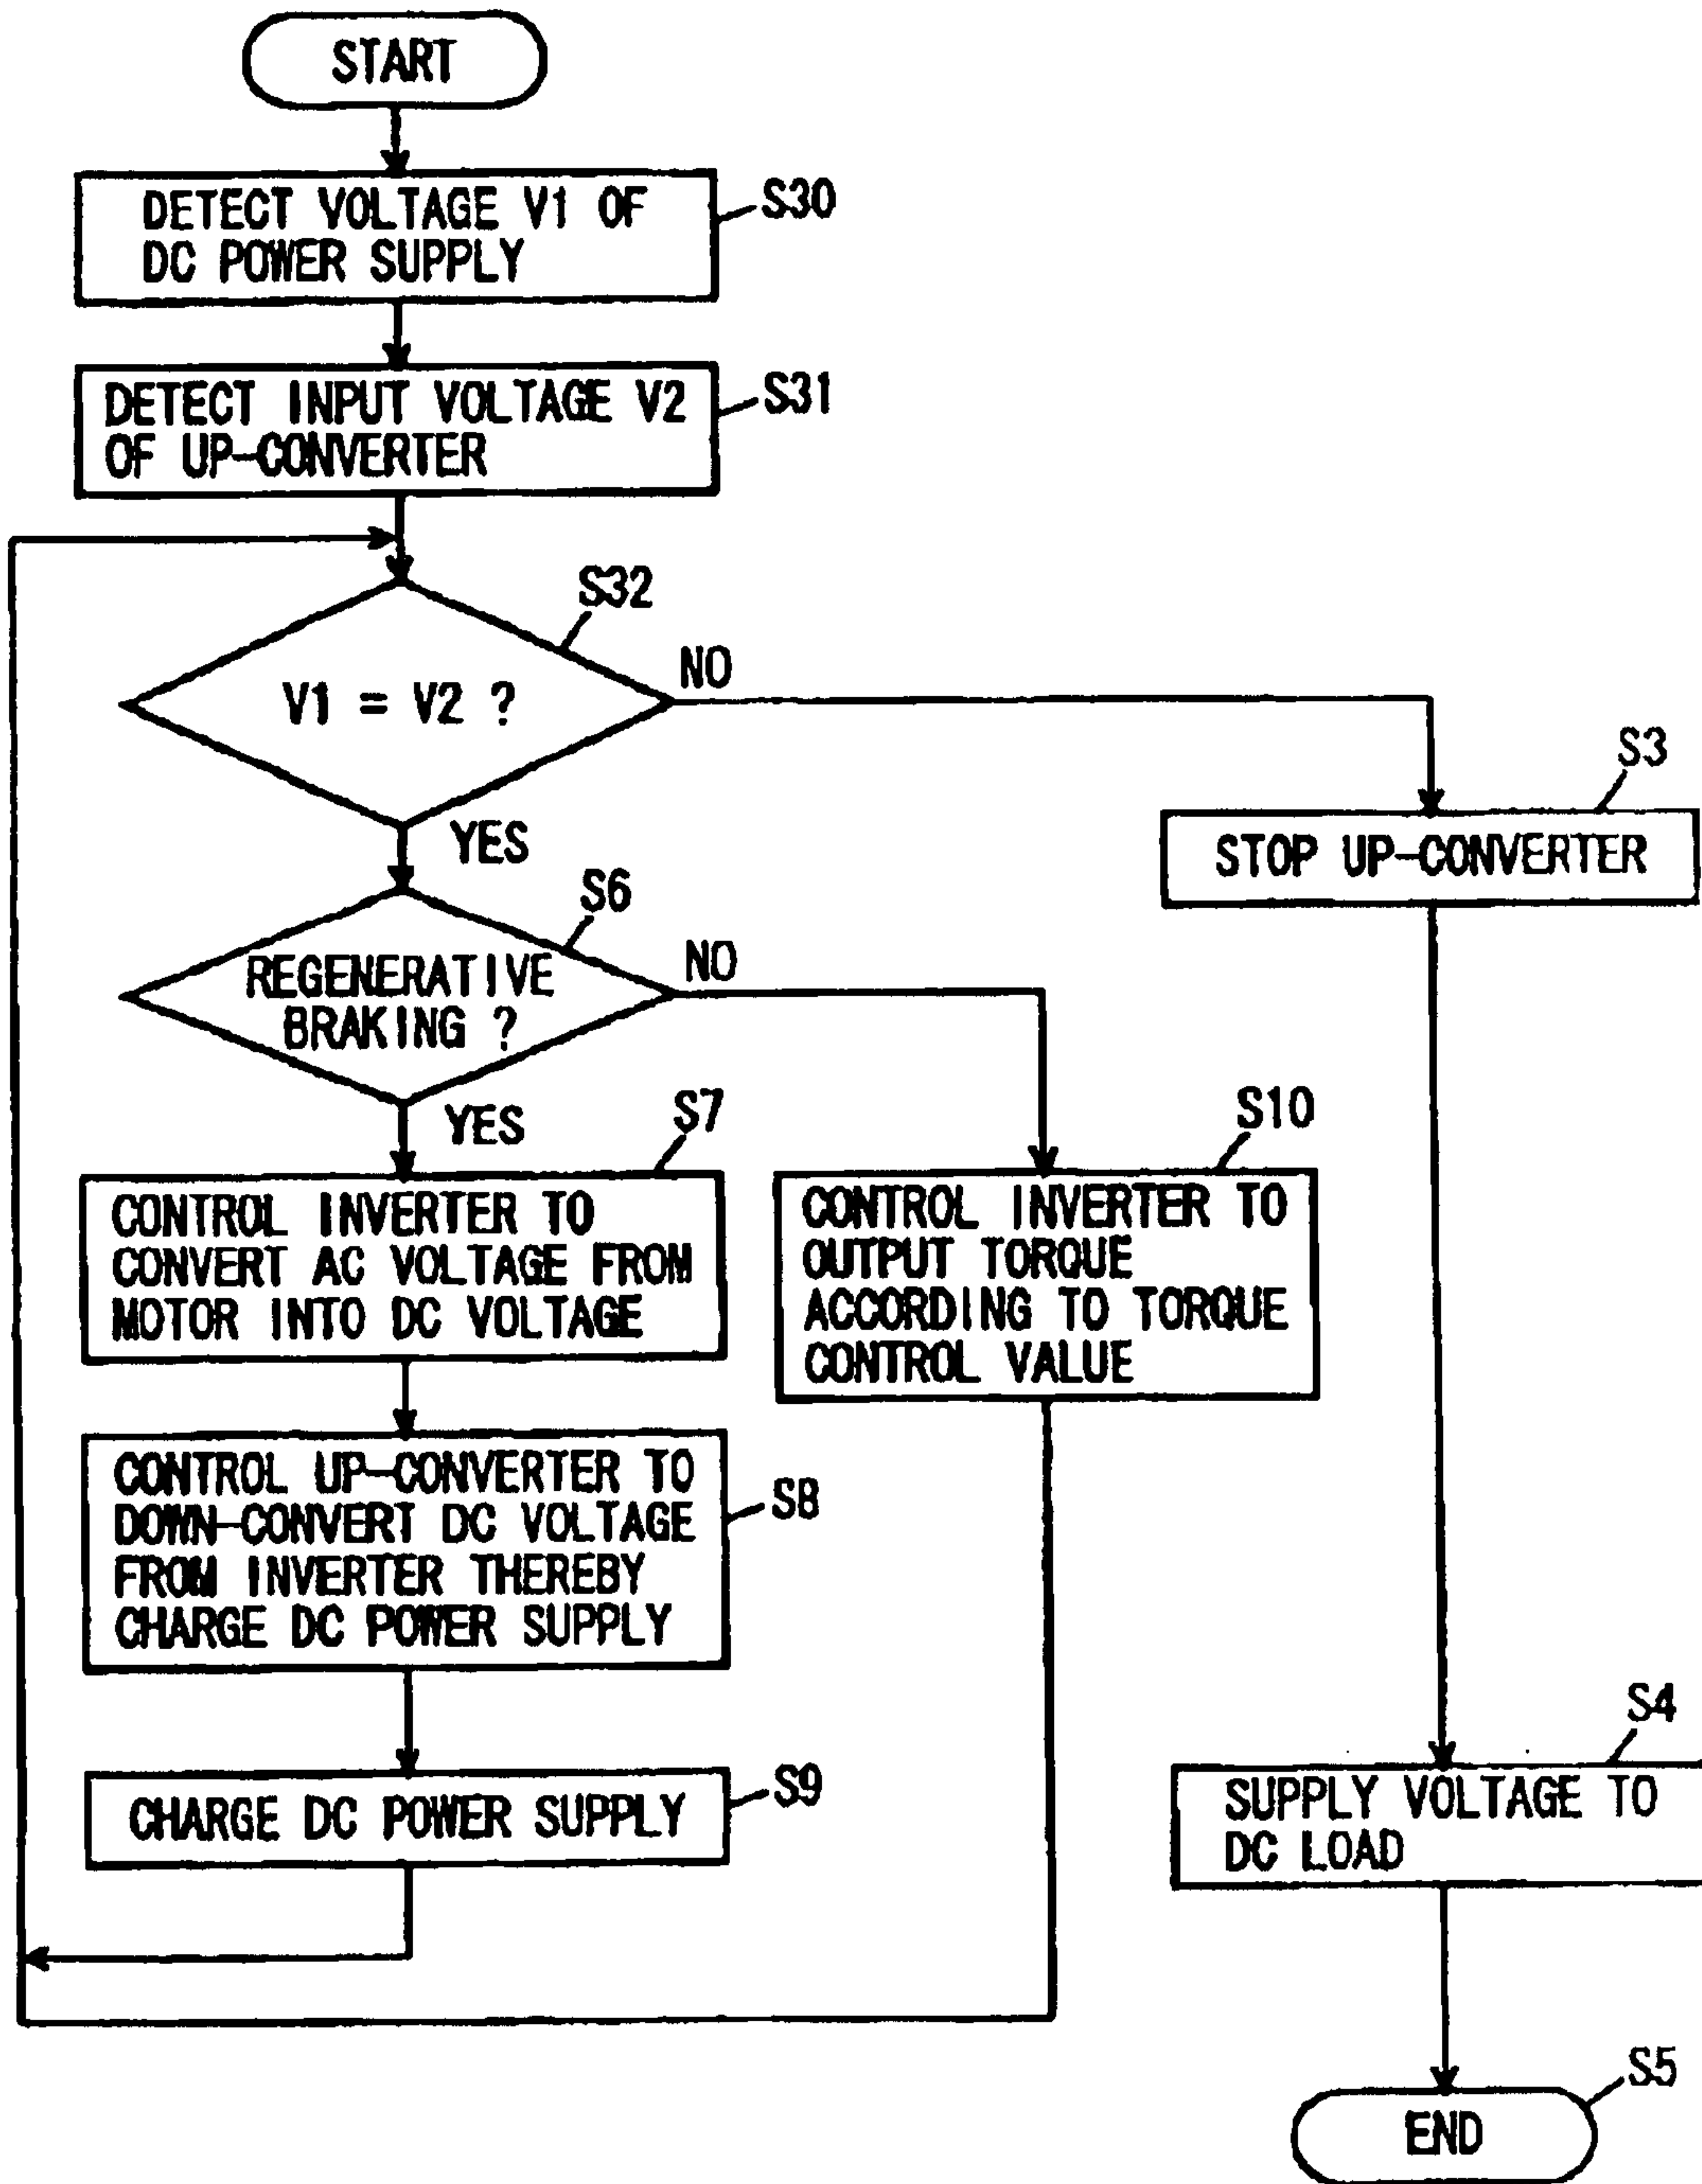 START
DETECT VOLTAGE V1 OF
DC POWER SUPPLY
S30
DETECT INPUT VOLTAGE V2
OF UP-CONVERTER
S31
S32
V1 = V2 ?
NO
YES
S3
STOP UP-CONVERTER
S6
REGENERATIVE
BRAKING ?
NO
YES
S7
CONTROL INVERTER TO
CONVERT AC VOLTAGE FROM
MOTOR INTO DC VOLTAGE
S10
CONTROL INVERTER TO
OUTPUT TORQUE
ACCORDING TO TORQUE
CONTROL VALUE
CONTROL UP-CONVERTER TO
DOWN-CONVERT DC VOLTAGE
FROM INVERTER THEREBY
CHARGE DC POWER SUPPLY
S8
CHARGE DC POWER SUPPLY
S9
S4
SUPPLY VOLTAGE TO
DC LOAD
S5
END